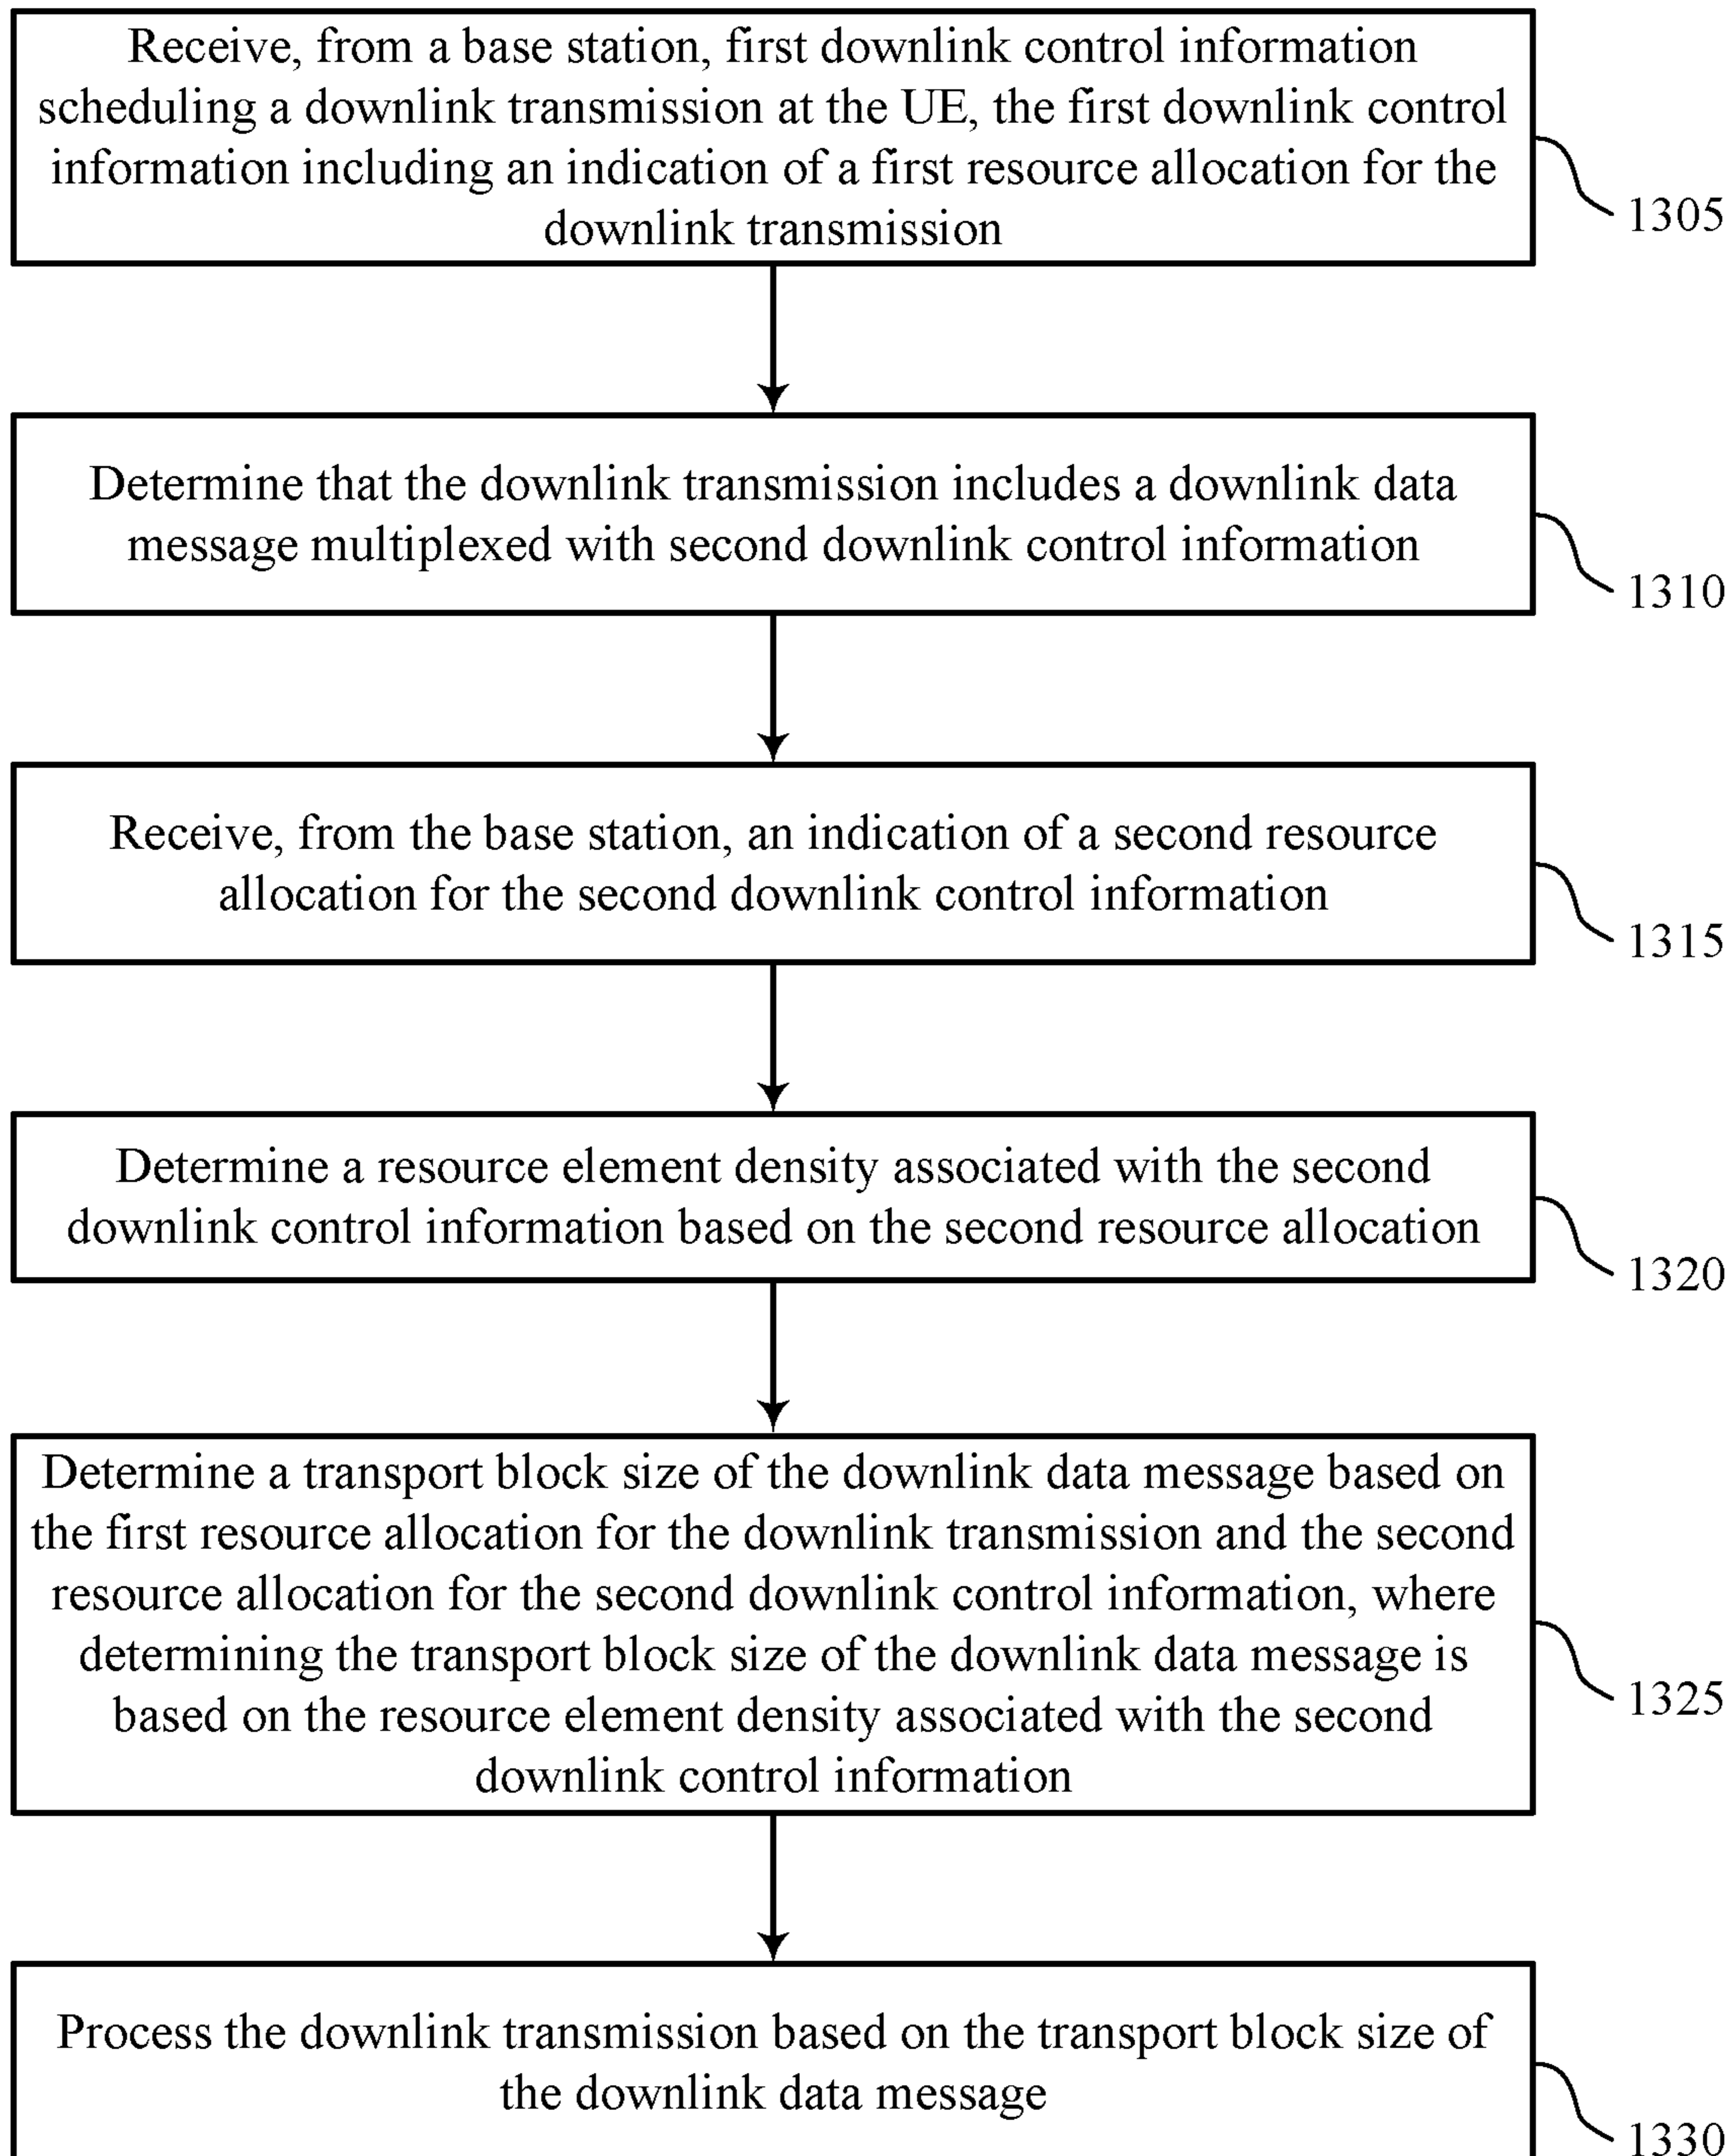 Receive, from a base station, first downlink control information
scheduling a downlink transmission at the UE, the first downlink control
information including an indication of a first resource allocation for the
downlink transmission
1305
Determine that the downlink transmission includes a downlink data
message multiplexed with second downlink control information
1310
Receive, from the base station, an indication of a second resource
allocation for the second downlink control information
1315
Determine a resource element density associated with the second
downlink control information based on the second resource allocation
1320
Determine a transport block size of the downlink data message based on
the first resource allocation for the downlink transmission and the second
resource allocation for the second downlink control information, where
determining the transport block size of the downlink data message is
based on the resource element density associated with the second
downlink control information
1325
Process the downlink transmission based on the transport block size of
the downlink data message
1330